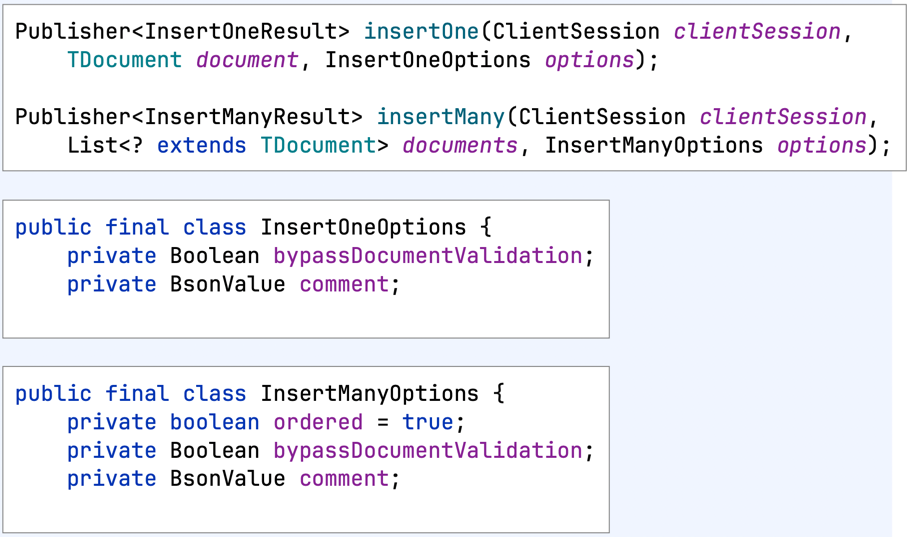 Publisher<InsertOneResult> insertOne(ClientSession clientSession,
    TDocument document, InsertOneOptions options);

Publisher<InsertManyResult> insertMany(ClientSession clientSession,
    List<? extends TDocument> documents, InsertManyOptions options);

public final class InsertOneOptions {
    private Boolean bypassDocumentValidation;
    private BsonValue comment;

public final class InsertManyOptions {
    private boolean ordered = true;
    private Boolean bypassDocumentValidation;
    private BsonValue comment;